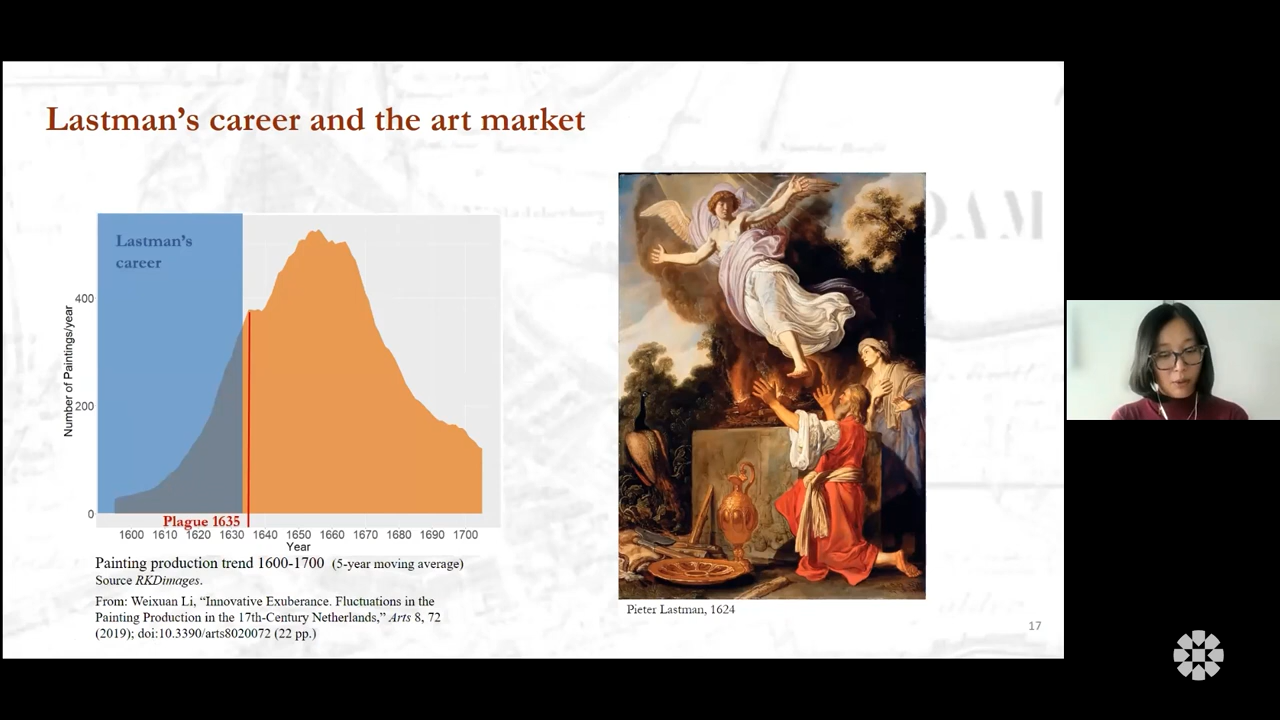 Lastman's career and the art market
Lastman's
career
Number of Paintings/year
400
200
0
Plague 1635
1600 1610 1620 1630 1640 1650 1660 1670 1680 1690 1700
Year
Painting production trend 1600-1700 (5-year moving average)
Source RKDimages.
From: Weixuan Li, “Innovative Exuberance. Fluctuations in the
Painting Production in the 17th-Century Netherlands,” Arts 8, 72
(2019); doi:10.3390/arts8020072 (22 pp.)
Pieter Lastman, 1624
17